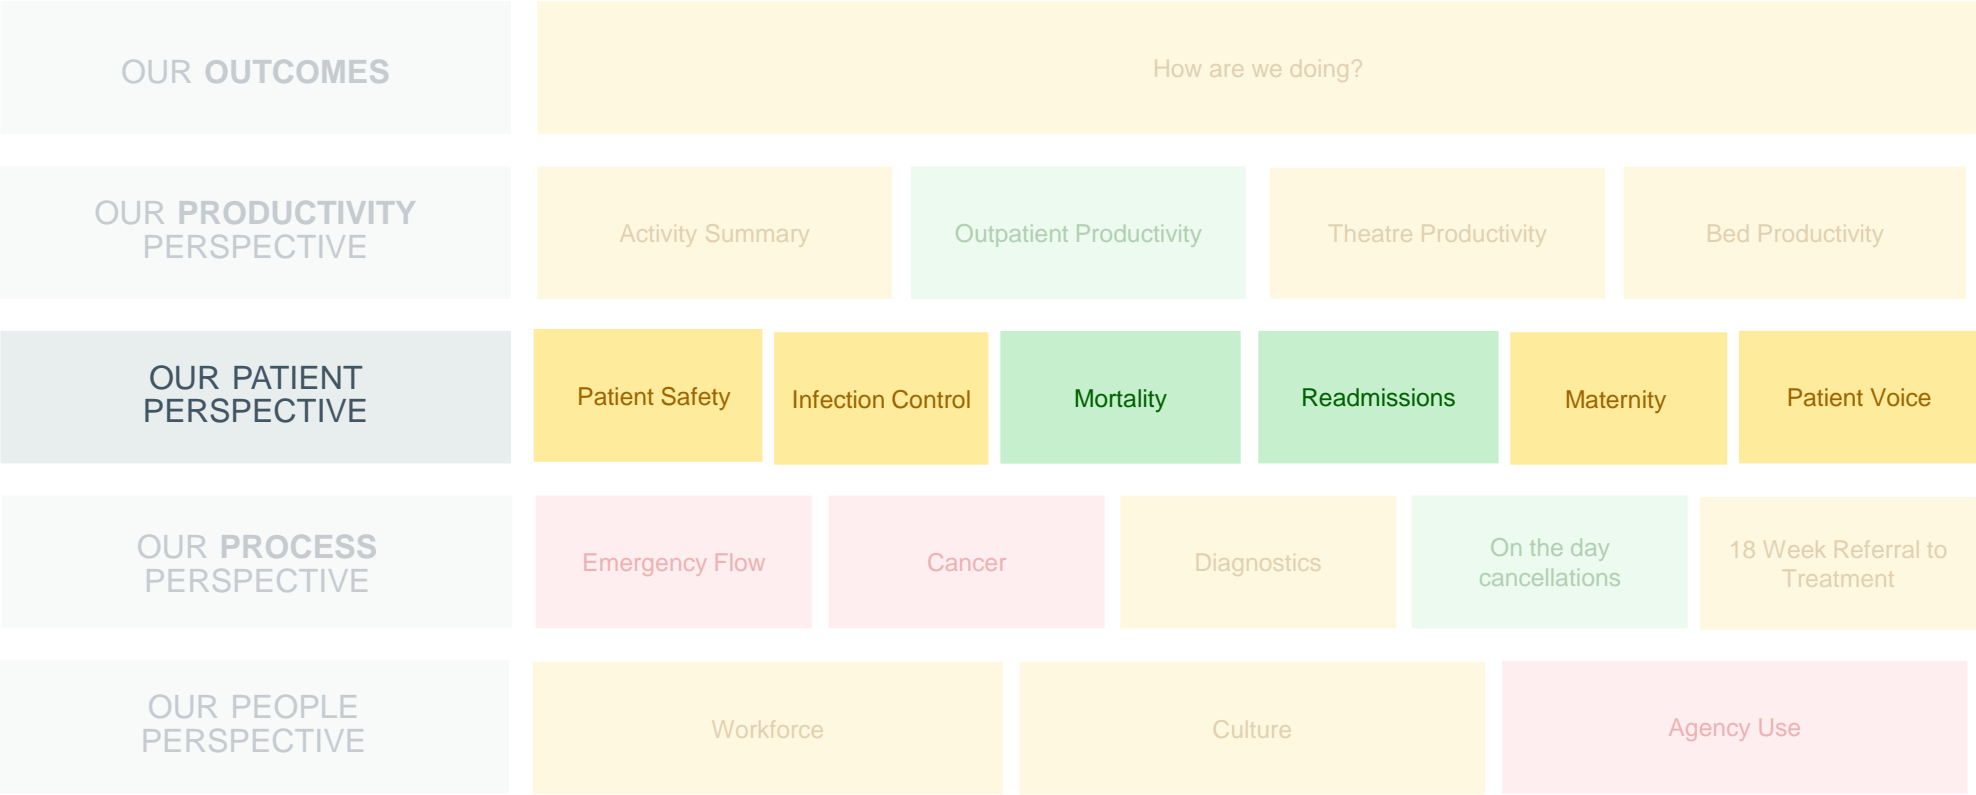 OUR OUTCOMES
How are we doing?
OUR PRODUCTIVITY
PERSPECTIVE
Activity Summary
Outpatient Productivity
Theatre Productivity
Bed Productivity
OUR PATIENT
PERSPECTIVE
Patient Safety
Infection Control
Mortality
Readmissions
Maternity
Patient Voice
OUR PROCESS
PERSPECTIVE
Emergency Flow
Cancer
Diagnostics
On the day
cancellations
18 Week Referral to
Treatment
OUR PEOPLE
PERSPECTIVE
Workforce
Culture
Agency Use